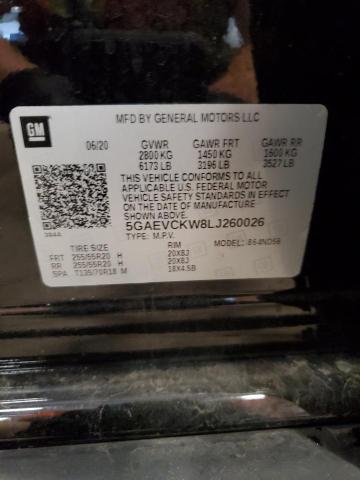 MFD BY GENERAL MOTORS LLC
GM
06/20 GVWR GAWR FRT GAWR RR
2800 KG 1450 KG 1600 KG
6173 LB 3196 LB 3527 LB
THIS VEHICLE CONFORMS TO ALL
APPLICABLE U.S. FEDERAL MOTOR
VEHICLE SAFETY STANDARDS IN EFFECT
ON THE DATE OF MANUFACTURE
SHOWN ABOVE.
5GAEVCKW8LJ260026
TYPE: M.P.V. MODEL:
TIRE SIZE RIM
FRT 255/55R20 H 20X8J
RR 255/55R20 H 20X8J
SPA T135/70R18 M 18X4.5B